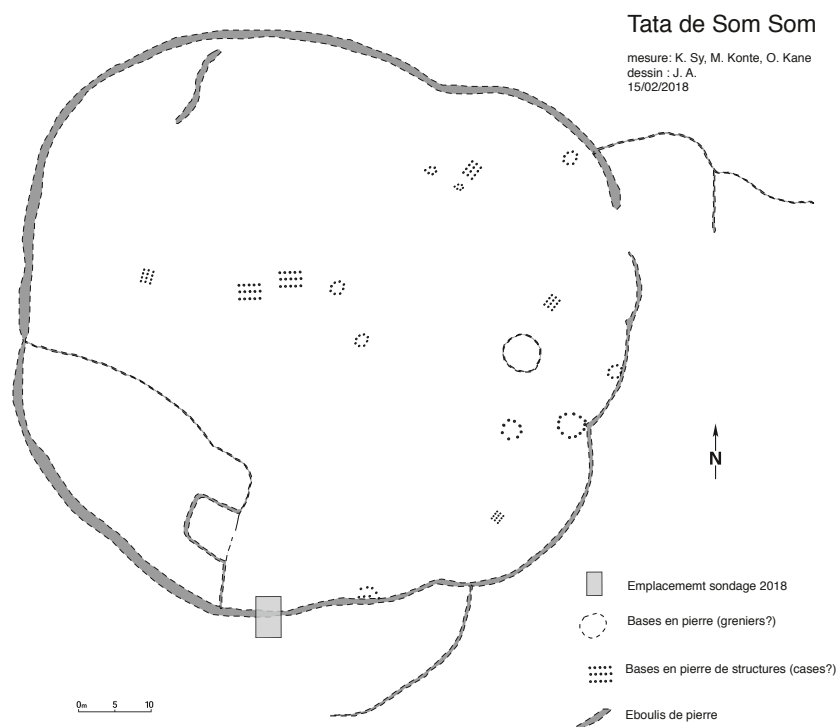 Tata de Som Som
mesure: K. Sy, M. Konte, O. Kane
dessin : J. A.
15/02/2018
N
Emplacememt sondage 2018
Bases en pierre (greniers?)
Bases en pierre de structures (cases?)
Eboulis de pierre
0m 5 10